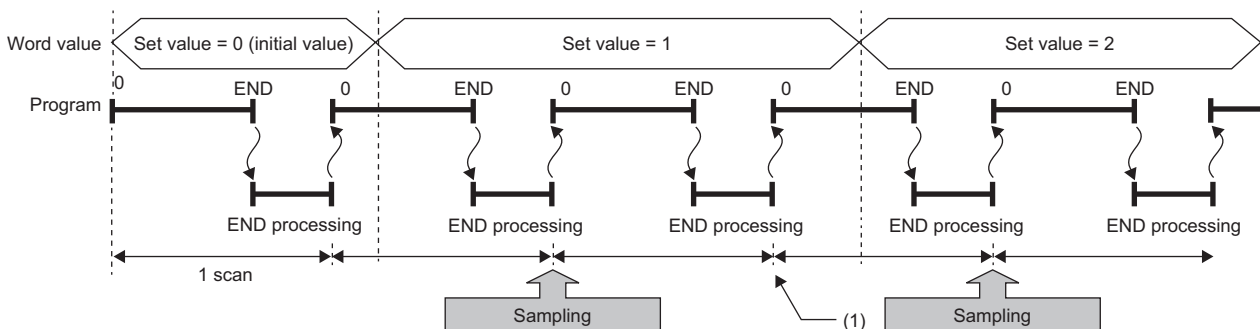 Word value
Set value = 0 (initial value)
Set value = 1
Set value = 2
Program
0
END
0
END
0
END
0
END
0
END
END processing
END processing
END processing
END processing
END processing
1 scan
Sampling
(1)
Sampling